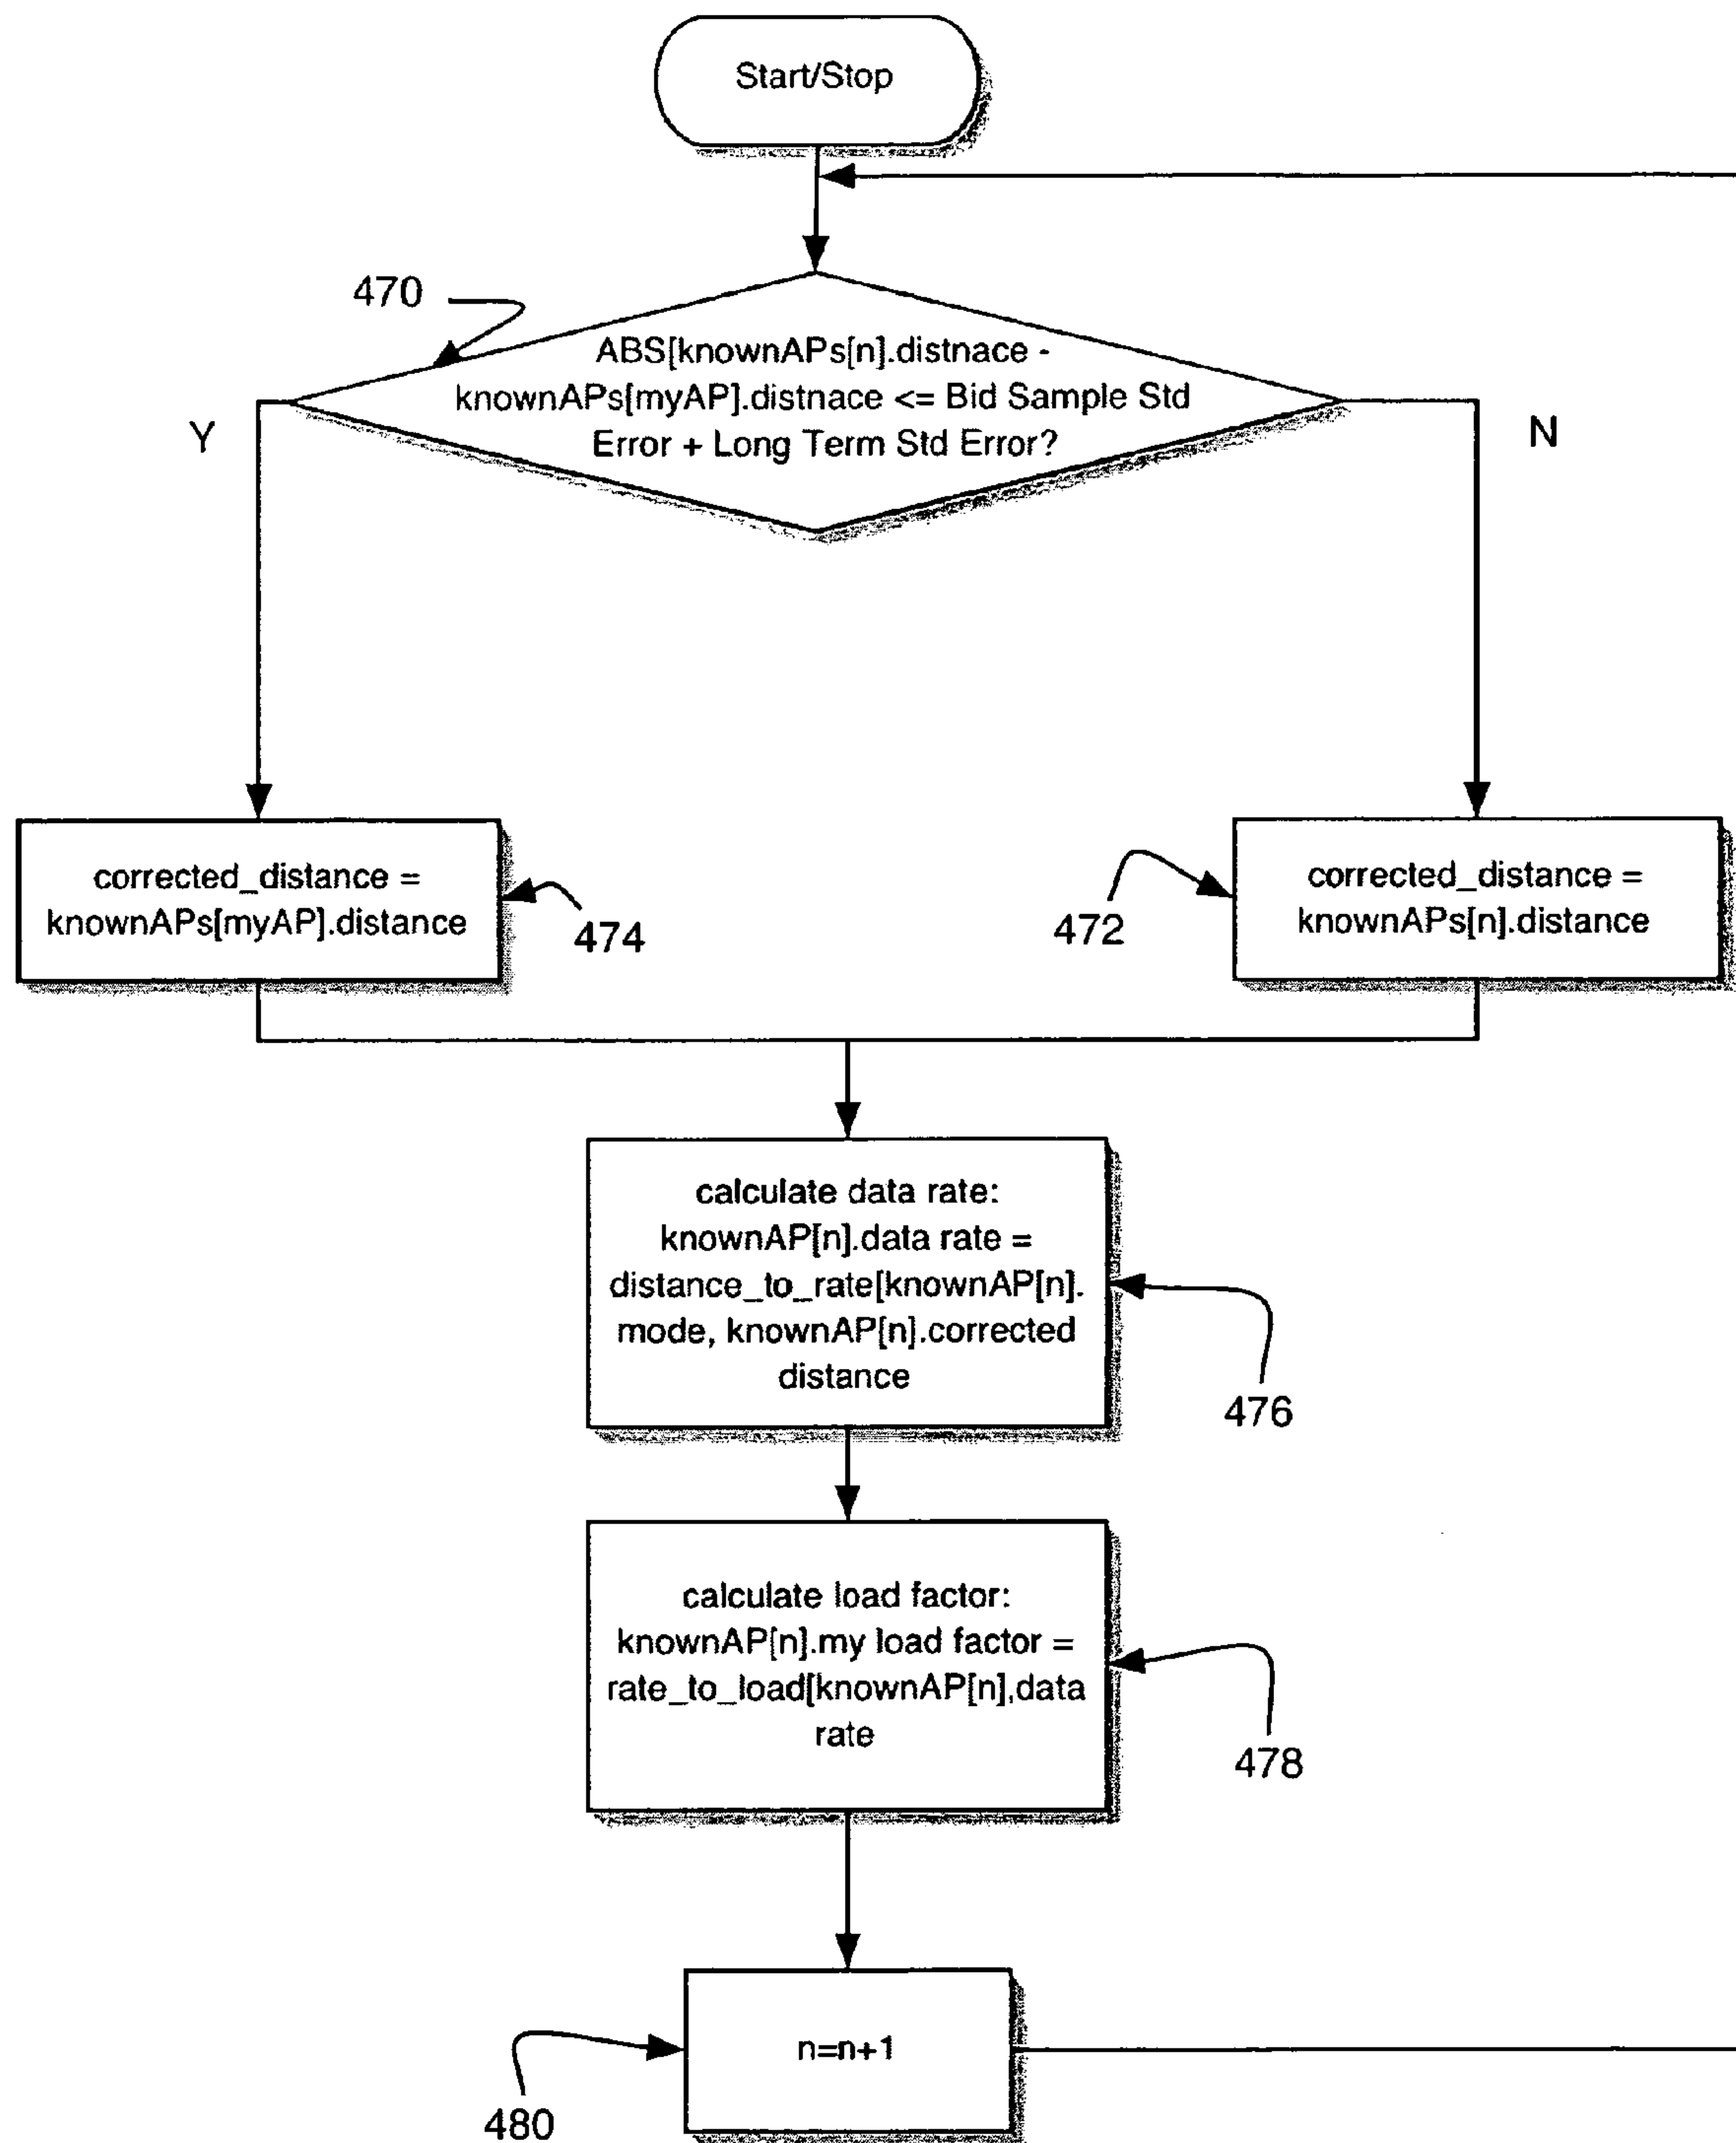 Start/Stop
470
ABS[knownAPs[n].distnace -
knownAPs[myAP].distnace <= Bid Sample Std
Error + Long Term Std Error?
Y
N
corrected_distance =
knownAPs[myAP].distance
474
472
corrected_distance =
knownAPs[n].distance
calculate data rate:
knownAP[n].data rate =
distance_to_rate[knownAP[n].
mode, knownAP[n].corrected
distance
476
calculate load factor:
knownAP[n].my load factor =
rate_to_load[knownAP[n],data
rate
478
n=n+1
480